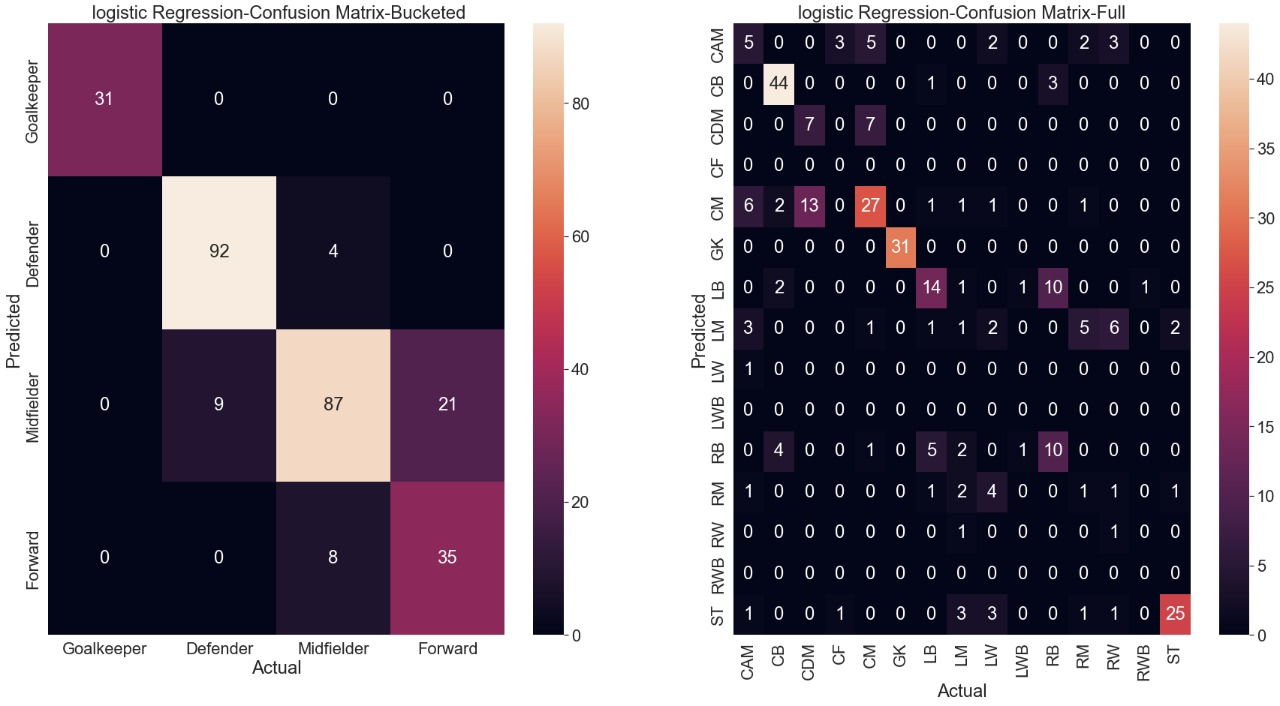 logistic Regression-Confusion Matrix-Bucketed
Goalkeeper 31 0 0 0
Defender 0 92 4 0
Midfielder 0 9 87 21
Forward 0 0 8 35
Goalkeeper Defender Midfielder Forward
Actual
Predicted
80
60
40
20
0
logistic Regression-Confusion Matrix-Full
CAM 5 0 0 3 5 0 0 0 2 0 0 2 3 0 0
CB 0 44 0 0 0 0 1 0 0 0 3 0 0 0 0
CDM 0 0 7 0 7 0 0 0 0 0 0 0 0 0 0
CF 0 0 0 0 0 0 0 0 0 0 0 0 0 0 0
CM 6 2 13 0 27 0 1 1 1 0 0 1 0 0 0
GK 0 0 0 0 0 31 0 0 0 0 0 0 0 0 0
LB 0 2 0 0 0 0 14 1 0 1 10 0 0 1 0
LM 3 0 0 0 1 0 1 1 2 0 0 5 6 0 2
LW 1 0 0 0 0 0 0 0 0 0 0 0 0 0 0
LWB 0 0 0 0 0 0 0 0 0 0 0 0 0 0 0
RB 0 4 0 0 1 0 5 2 0 1 10 0 0 0 0
RM 1 0 0 0 0 0 1 2 4 0 0 1 1 0 1
RW 0 0 0 0 0 0 0 1 0 0 0 0 1 0 0
RWB 0 0 0 0 0 0 0 0 0 0 0 0 0 0 0
ST 1 0 0 1 0 0 0 3 3 0 0 1 1 0 25
CAM CB CDM CF CM GK LB LM LW LWB RB RM RW RWB ST
Actual
Predicted
40
35
30
25
20
15
10
5
0